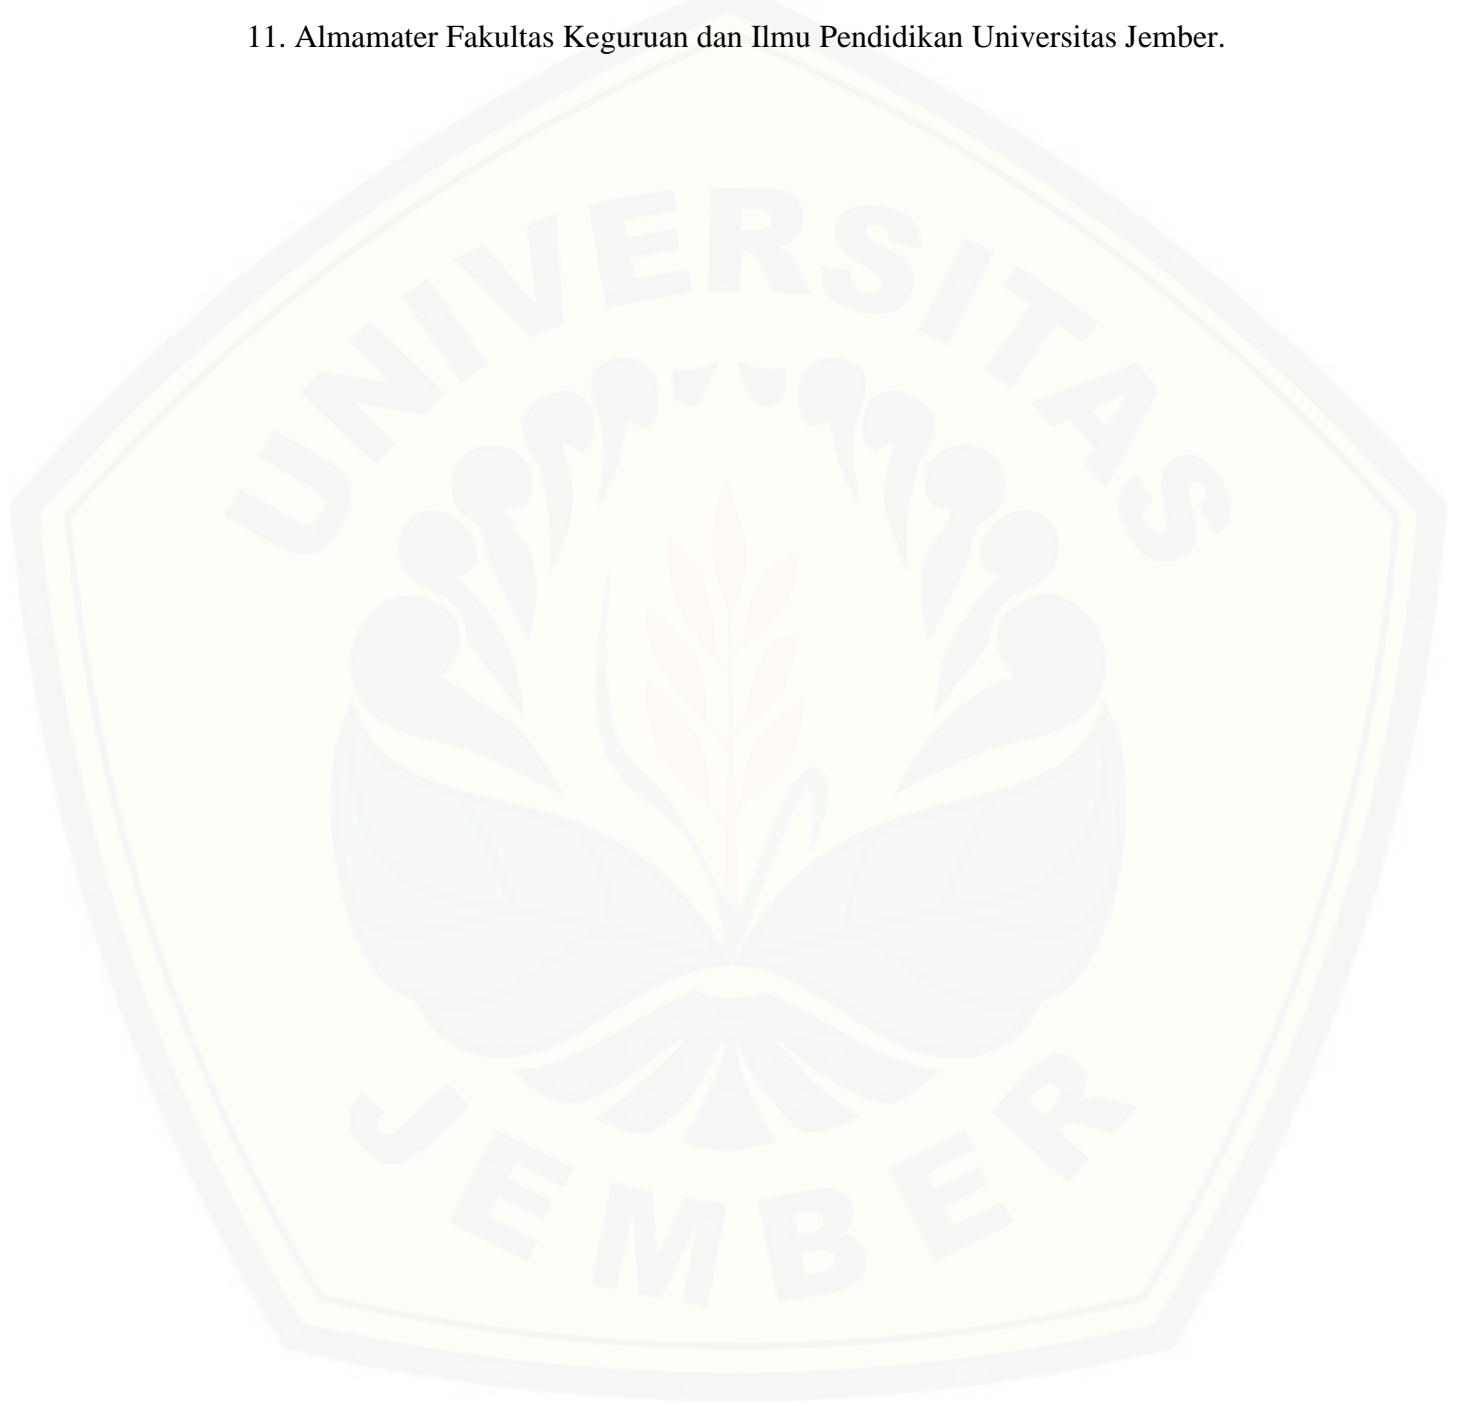 11. Almamater Fakultas Keguruan dan Ilmu Pendidikan Universitas Jember.
UNIVERSITAS
JEMBER